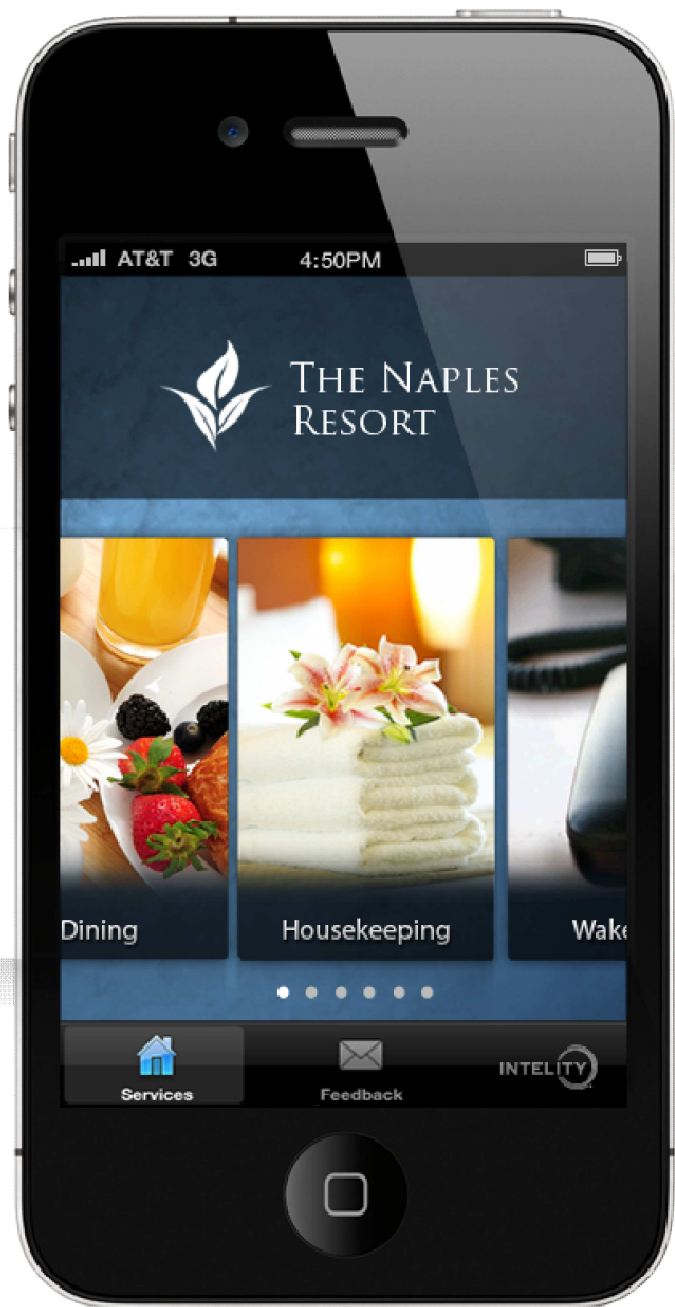 AT&T 3G 4:50PM
THE NAPLES
RESORT
Dining Housekeeping Wake
Services Feedback INTELITY